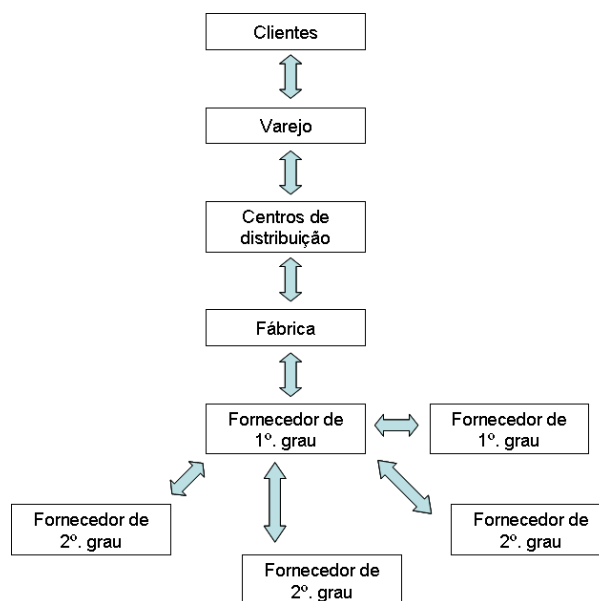 Clientes
Varejo
Centros de
distribuição
Fábrica
Fornecedor de
1º. grau
Fornecedor de
1º. grau
Fornecedor de
2º. grau
Fornecedor de
2º. grau
Fornecedor de
2º. grau